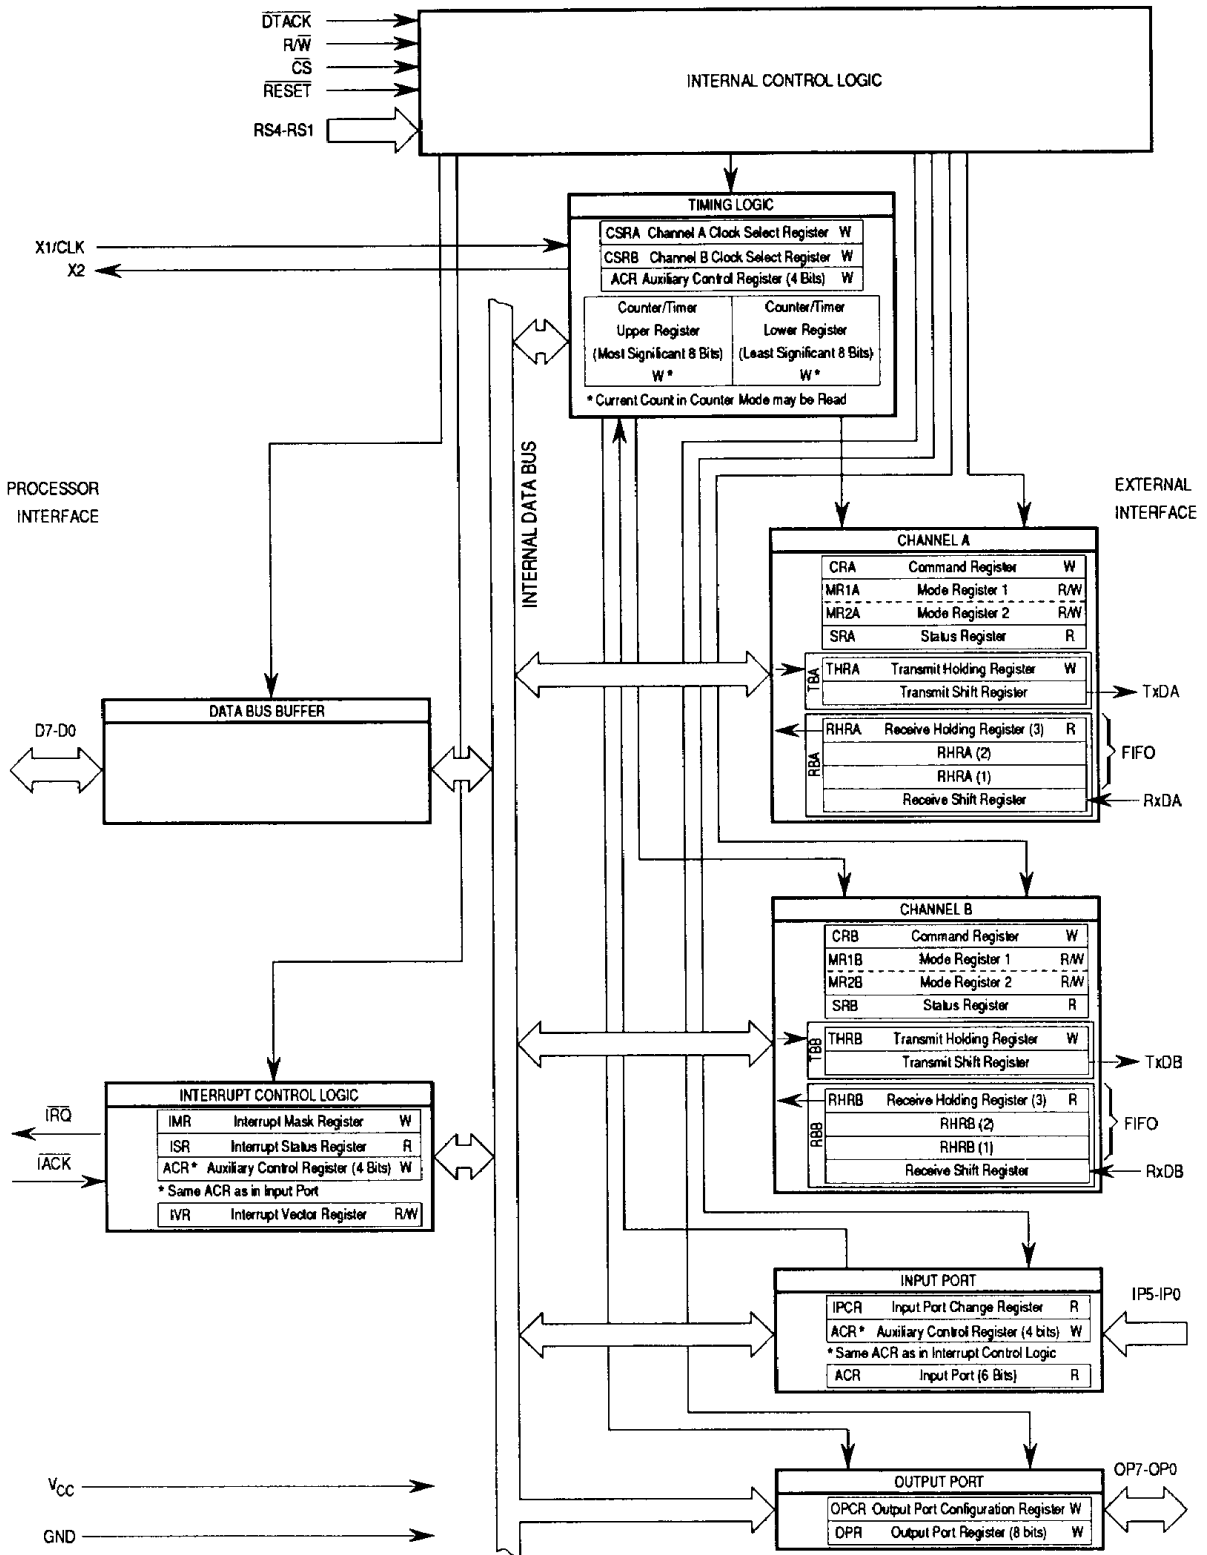 DTACK
R/W
CS
RESET
RS4-RS1
INTERNAL CONTROL LOGIC
TIMING LOGIC
CSRA Channel A Clock Select Register W
CSRB Channel B Clock Select Register W
ACR Auxiliary Control Register (4 Bits) W
Counter/Timer
Upper Register
(Most Significant 8 Bits)
W*
Counter/Timer
Lower Register
(Least Significant 8 Bits)
W*
* Current Count in Counter Mode may be Read
X1/CLK
X2
INTERNAL DATA BUS
PROCESSOR
INTERFACE
EXTERNAL
INTERFACE
CHANNEL A
CRA Command Register W
MR1A Mode Register 1 R/W
MR2A Mode Register 2 R/W
SRA Status Register R
TBA
THRA Transmit Holding Register W
Transmit Shift Register
TxDA
RBA
RHRA Receive Holding Register (3) R
RHRA (2)
RHRA (1)
Receive Shift Register
FIFO
RxDA
DATA BUS BUFFER
D7-D0
CHANNEL B
CRB Command Register W
MR1B Mode Register 1 R/W
MR2B Mode Register 2 R/W
SRB Status Register R
TBB
THRB Transmit Holding Register W
Transmit Shift Register
TxDB
RBB
RHRB Receive Holding Register (3) R
RHRB (2)
RHRB (1)
Receive Shift Register
FIFO
RxDB
INTERRUPT CONTROL LOGIC
IRQ
IACK
IMR Interrupt Mask Register W
ISR Interrupt Status Register R
ACR* Auxiliary Control Register (4 Bits) W
* Same ACR as in Input Port
IVR Interrupt Vector Register R/W
INPUT PORT
IPCR Input Port Change Register R
ACR* Auxiliary Control Register (4 bits) W
* Same ACR as in Interrupt Control Logic
ACR Input Port (6 Bits) R
IP5-IP0
OUTPUT PORT
OPCR Output Port Configuration Register W
OPR Output Port Register (8 bits) W
OP7-OP0
VCC
GND